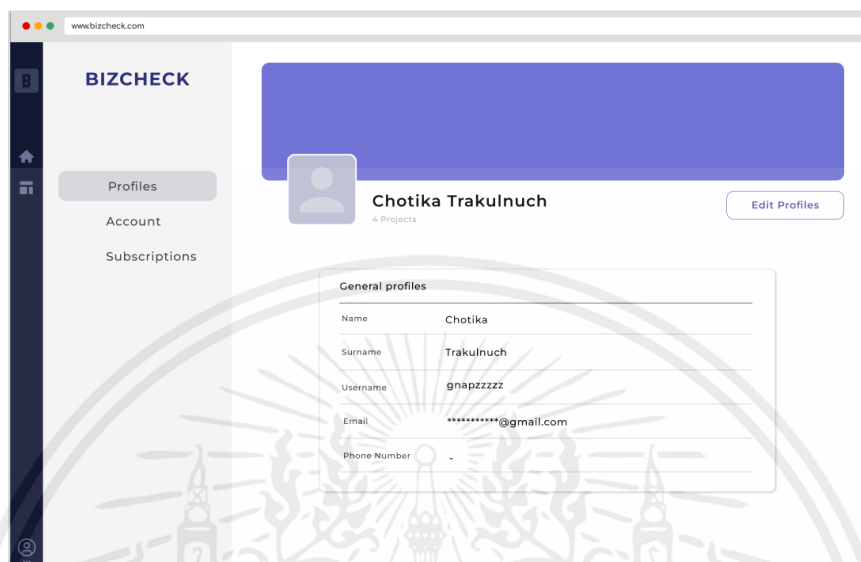 www.bizcheck.com
B
BIZCHECK
Profiles
Account
Subscriptions
Chotika Trakulnuch
4 Projects
Edit Profiles
General profiles
Name Chotika
Surname Trakulnuch
Username gnapzzzzz
Email ***********@gmail.com
Phone Number -